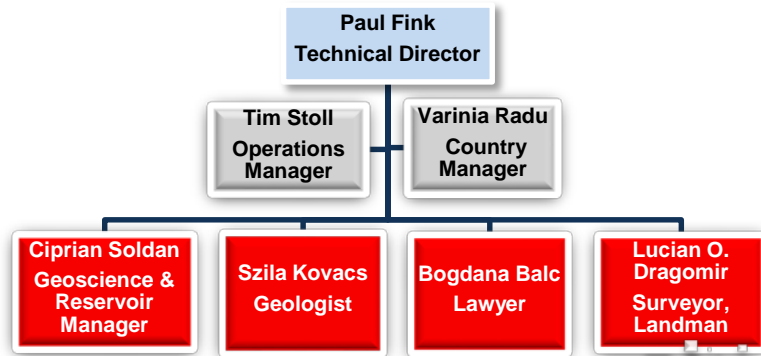 Paul Fink
Technical Director
Tim Stoll
Operations
Manager
Varinia Radu
Country
Manager
Ciprian Soldan
Geoscience &
Reservoir
Manager
Szila Kovacs
Geologist
Bogdana Balc
Lawyer
Lucian O.
Dragomir
Surveyor,
Landman